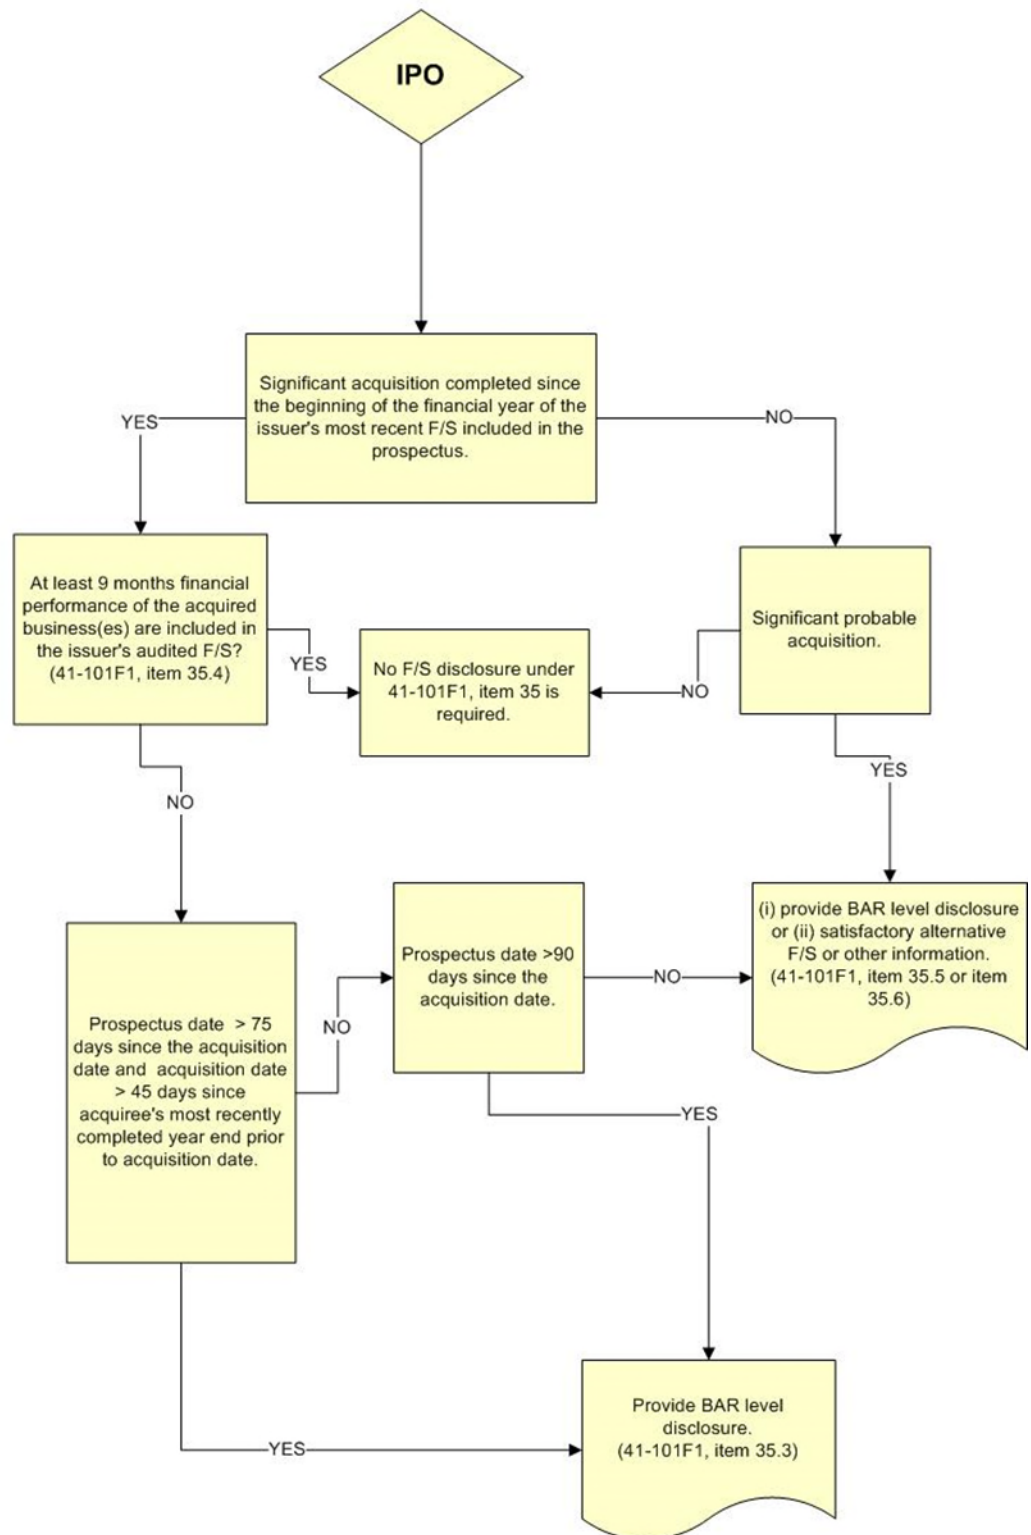 IPO
Significant acquisition completed since
the beginning of the financial year of the
issuer's most recent F/S included in the
prospectus.
YES
NO
At least 9 months financial
performance of the acquired
business(es) are included in
the issuer's audited F/S?
(41-101F1, item 35.4)
YES
No F/S disclosure under
41-101F1, item 35 is
required.
NO
Significant probable
acquisition.
YES
NO
Prospectus date > 75
days since the acquisition
date and acquisition date
> 45 days since
acquiree's most recently
completed year end prior
to acquisition date.
NO
Prospectus date >90
days since the
acquisition date.
NO
(i) provide BAR level disclosure
or (ii) satisfactory alternative
F/S or other information.
(41-101F1, item 35.5 or item
35.6)
YES
YES
Provide BAR level
disclosure.
(41-101F1, item 35.3)